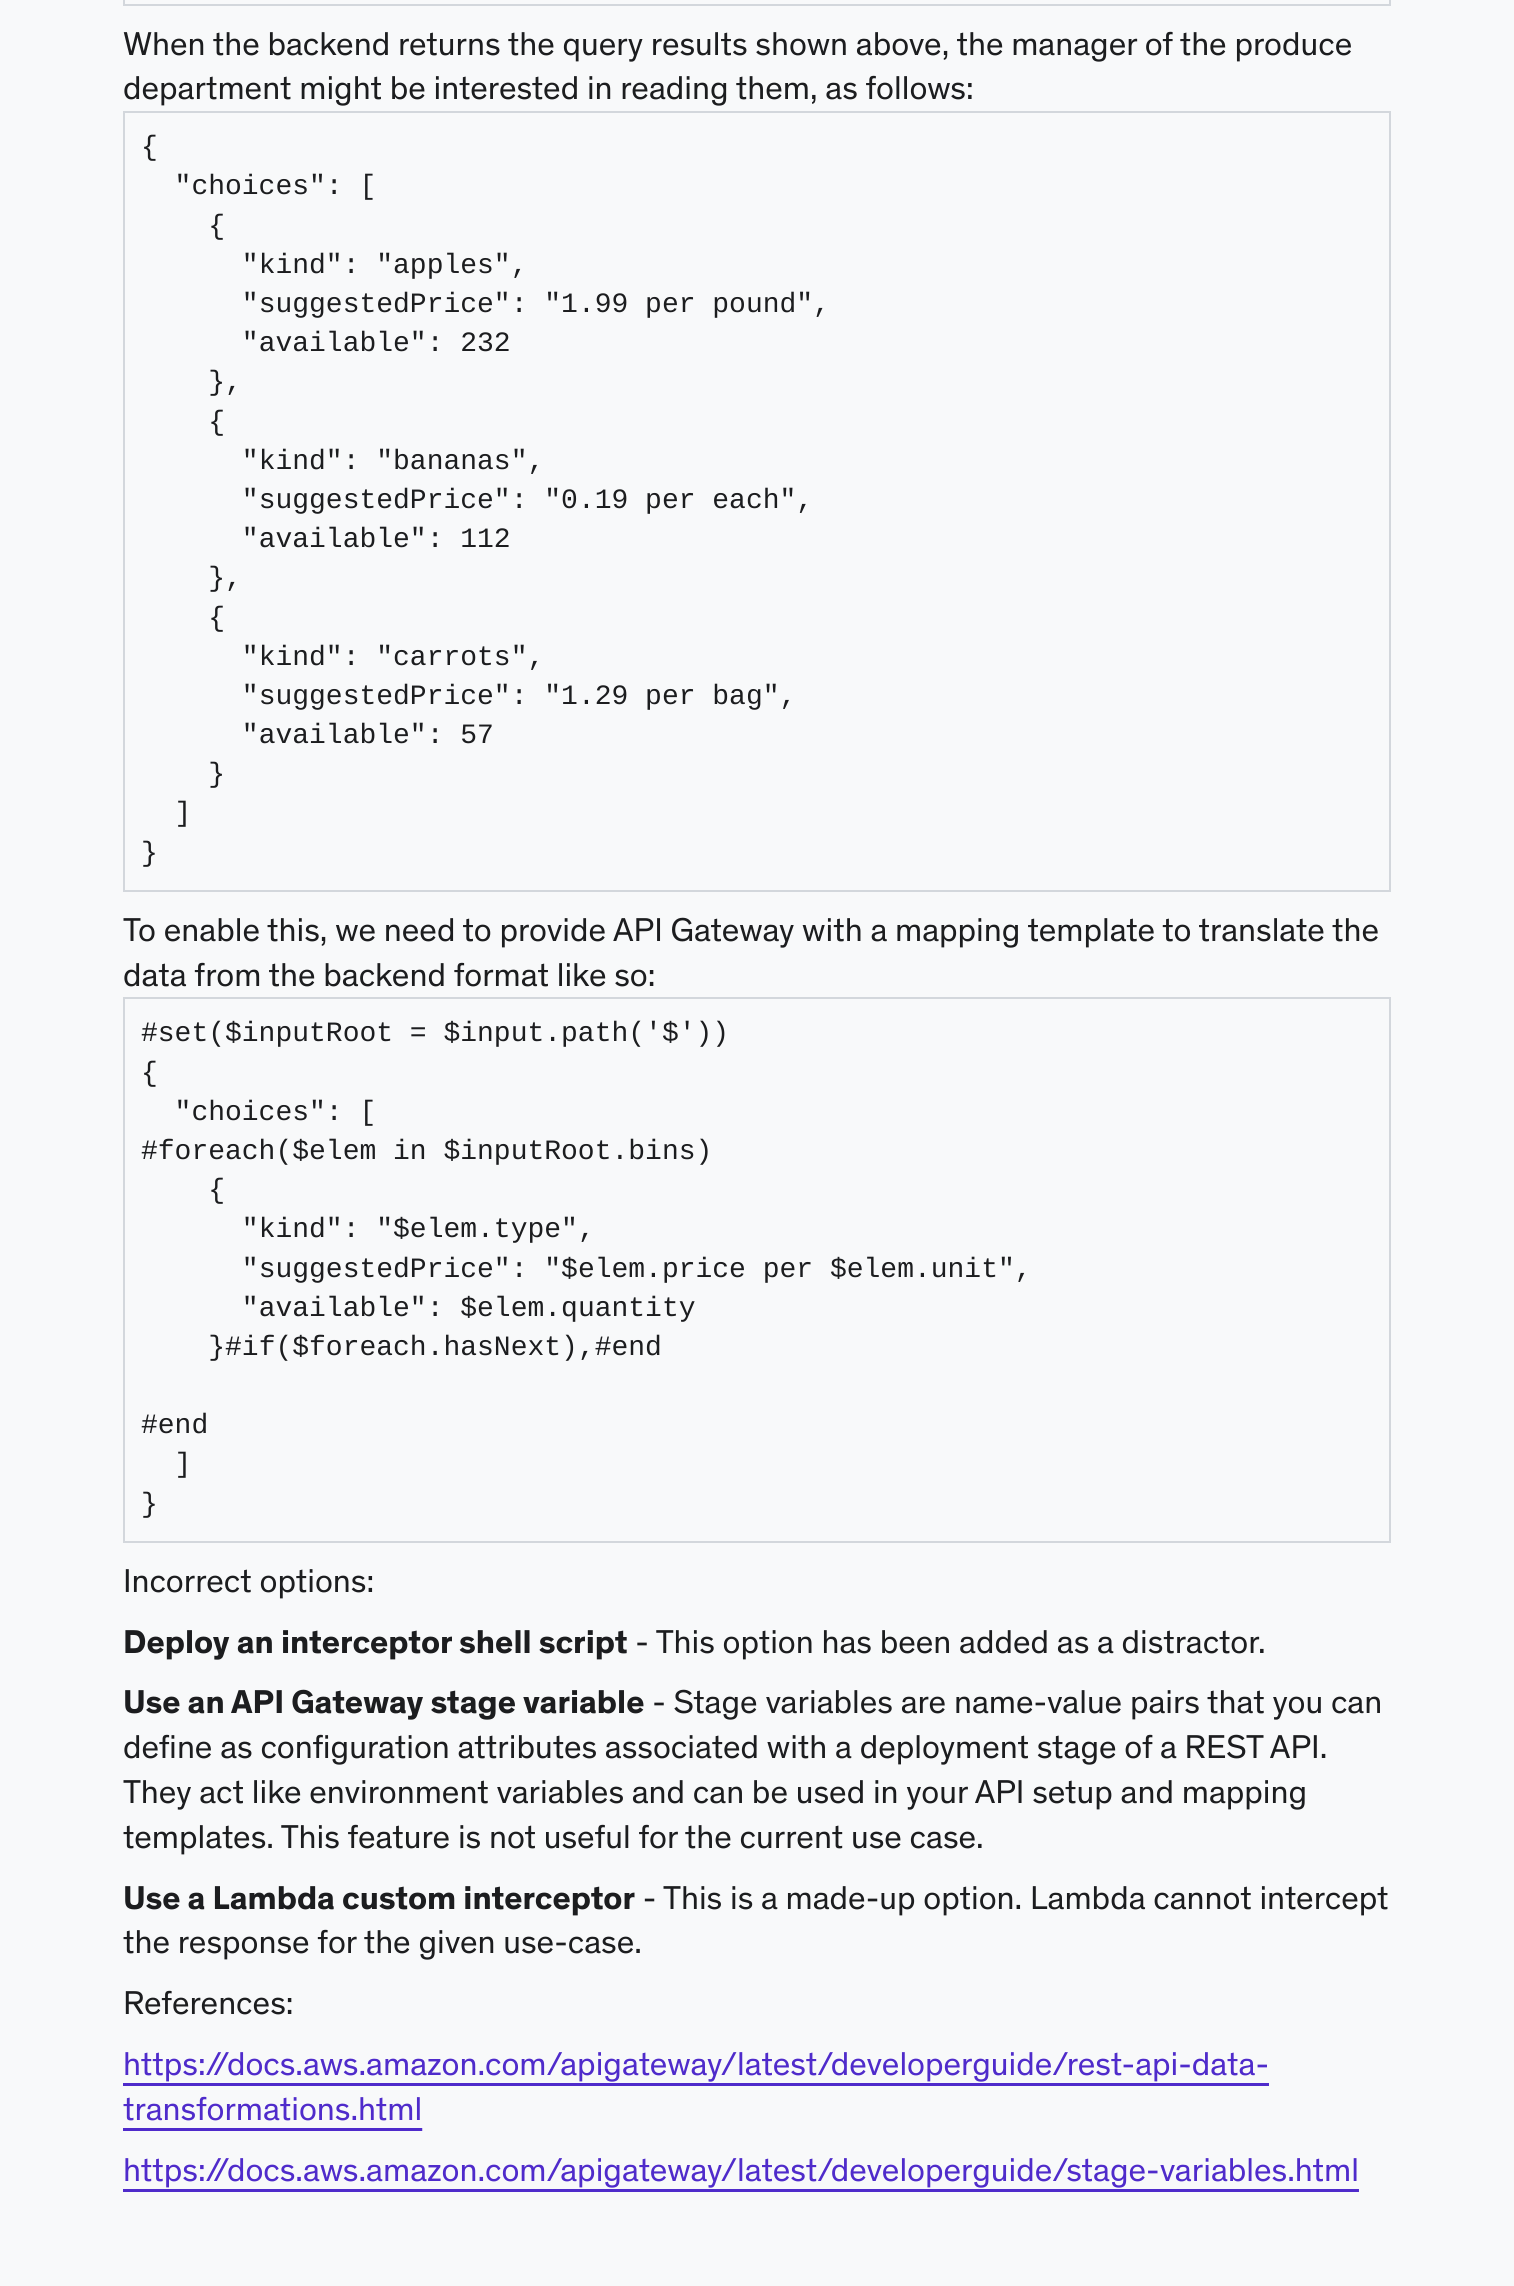 When the backend returns the query results shown above, the manager of the produce
department might be interested in reading them, as follows:
{
  "choices": [
    {
      "kind": "apples",
      "suggestedPrice": "1.99 per pound",
      "available": 232
    },
    {
      "kind": "bananas",
      "suggestedPrice": "0.19 per each",
      "available": 112
    },
    {
      "kind": "carrots",
      "suggestedPrice": "1.29 per bag",
      "available": 57
    }
  ]
}
To enable this, we need to provide API Gateway with a mapping template to translate the
data from the backend format like so:
#set($inputRoot = $input.path('$'))
{
  "choices": [
#foreach($elem in $inputRoot.bins)
    {
      "kind": "$elem.type",
      "suggestedPrice": "$elem.price per $elem.unit",
      "available": $elem.quantity
    }#if($foreach.hasNext),#end

#end
  ]
}
Incorrect options:
Deploy an interceptor shell script - This option has been added as a distractor.
Use an API Gateway stage variable - Stage variables are name-value pairs that you can
define as configuration attributes associated with a deployment stage of a REST API.
They act like environment variables and can be used in your API setup and mapping
templates. This feature is not useful for the current use case.
Use a Lambda custom interceptor - This is a made-up option. Lambda cannot intercept
the response for the given use-case.
References:
https://docs.aws.amazon.com/apigateway/latest/developerguide/rest-api-data-
transformations.html
https://docs.aws.amazon.com/apigateway/latest/developerguide/stage-variables.html